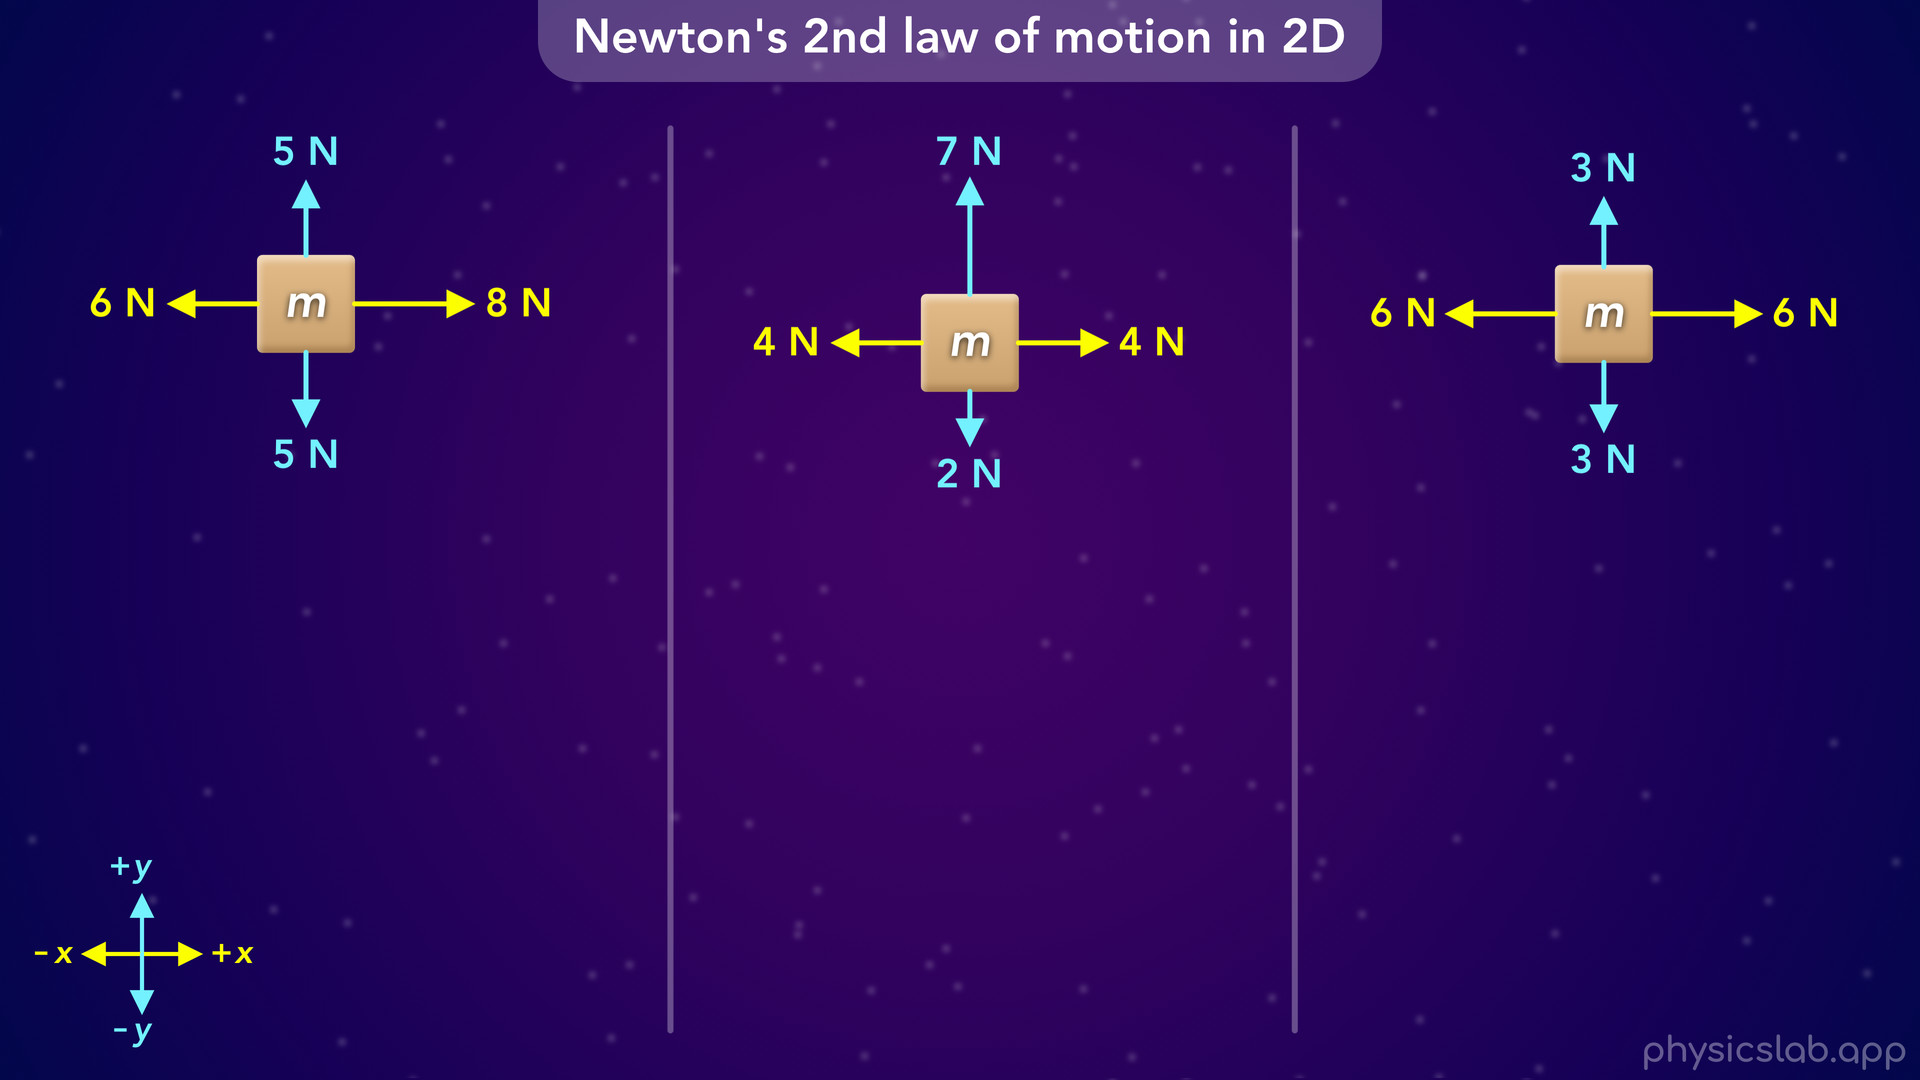 Newton's 2nd law of motion in 2D
5 N
6 N
m
8 N
5 N
7 N
4 N
m
4 N
2 N
3 N
6 N
m
6 N
3 N
+y
-x
+x
-y
physicslab.app